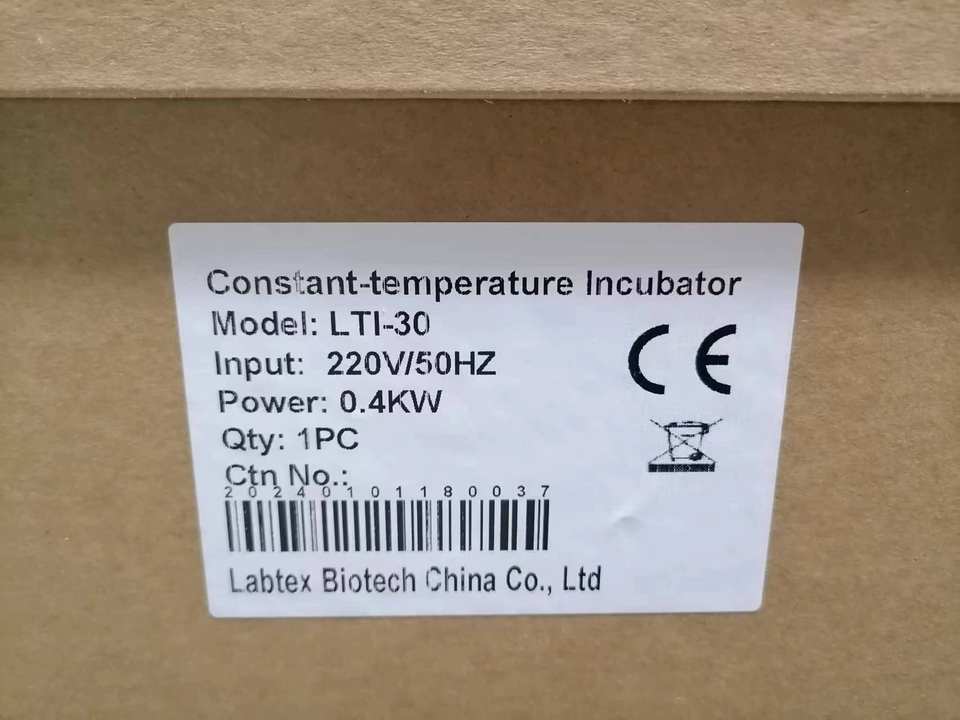 Constant-temperature Incubator
Model: LTI-30
Input: 220V/50HZ
Power: 0.4KW
Qty: 1PC
Ctn No.:
20240101180037
Labtex Biotech China Co., Ltd
CE